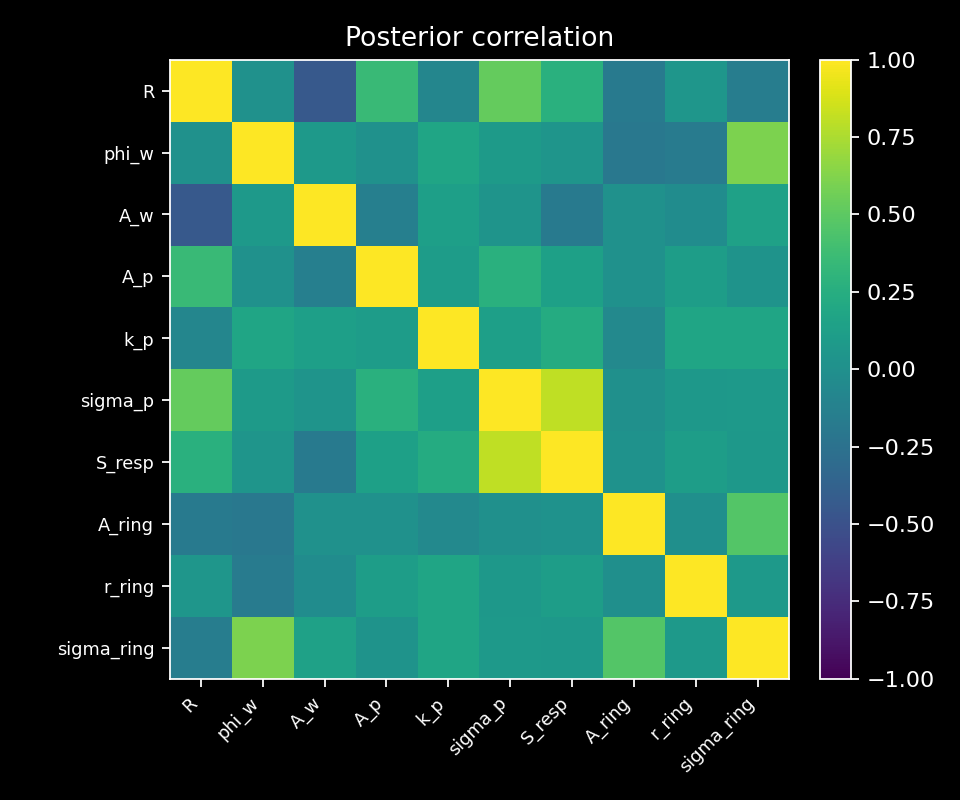 Posterior correlation
R
phi_w
A_w
A_p
k_p
sigma_p
S_resp
A_ring
r_ring
sigma_ring
R
phi_w
A_w
A_p
k_p
sigma_p
S_resp
A_ring
r_ring
sigma_ring
1.00
0.75
0.50
0.25
0.00
−0.25
−0.50
−0.75
−1.00